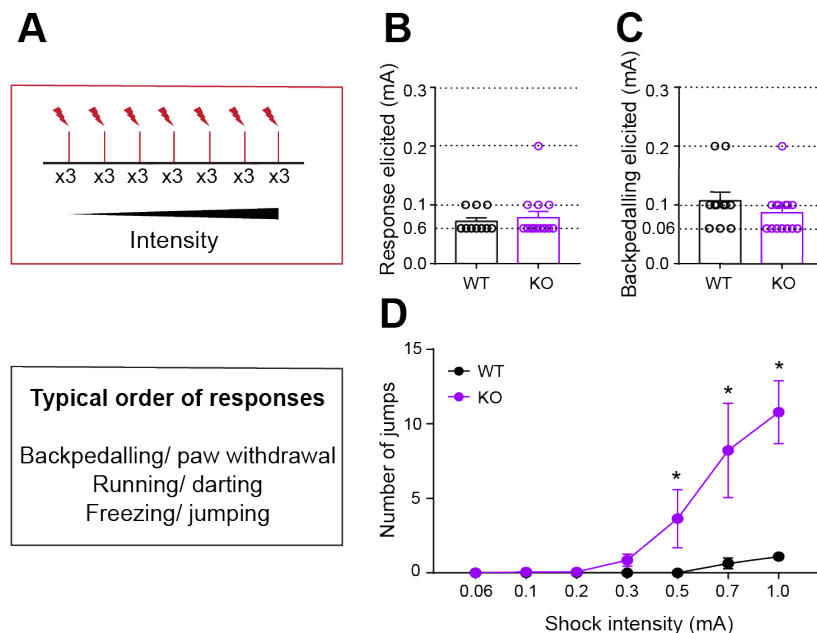 A
x3 x3 x3 x3 x3 x3 x3
Intensity
Typical order of responses
Backpedalling/ paw withdrawal
Running/ darting
Freezing/ jumping
B
Response elicited (mA)
0.3
0.2
0.1
0.6
0.0
WT KO
C
Backpedalling elicited (mA)
0.3
0.2
0.1
0.06
0.0
WT KO
D
Number of jumps
15
10
5
0
WT
KO
*
*
*
0.06 0.1 0.2 0.3 0.5 0.7 1.0
Shock intensity (mA)